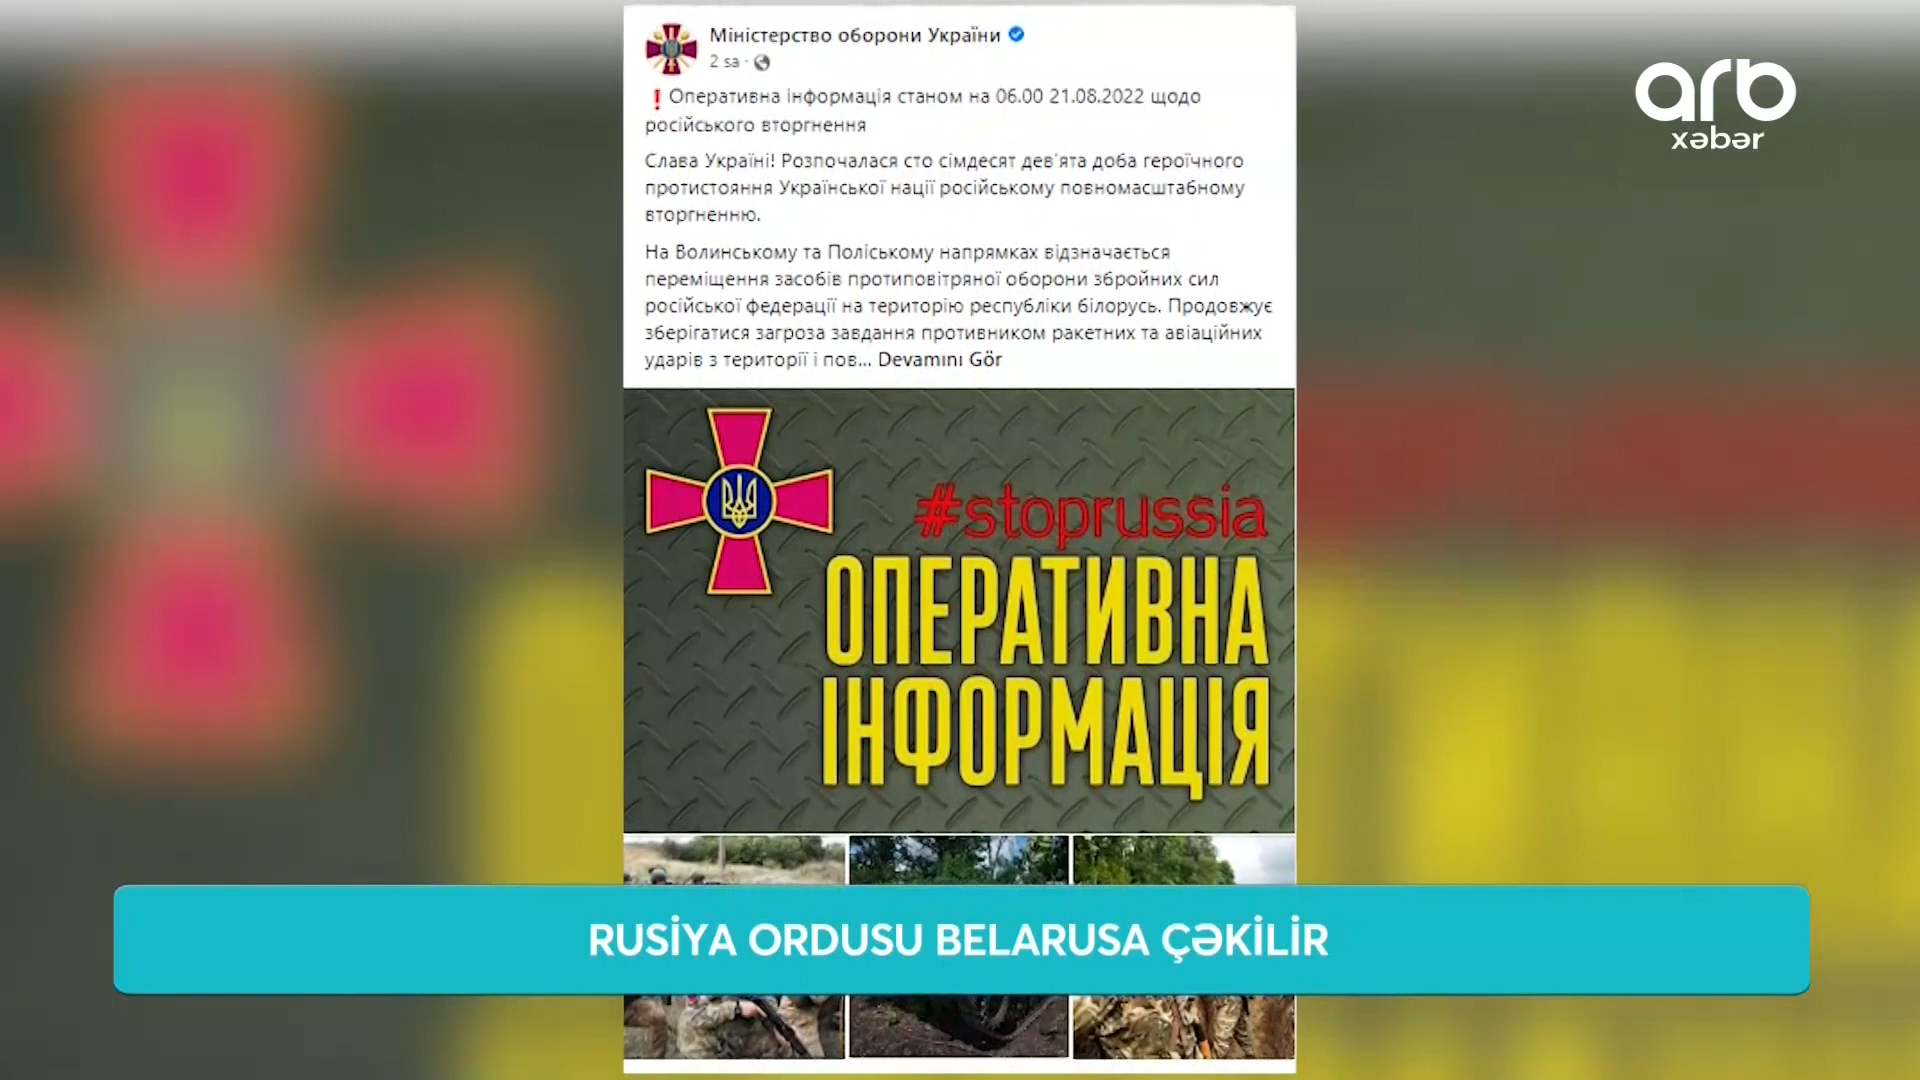 Міністерство оборони України
2 sa ·
❗Оперативна інформація станом на 06.00 21.08.2022 щодо
російського вторгнення
Слава Україні! Розпочалася сто сімдесят дев´ята доба героїчного
протистояння Української нації російському повномасштабному
вторгненню.
На Волинському та Поліському напрямках відзначається
переміщення засобів протиповітряної оборони збройних сил
російської федерації на територію республіки білорусь. Продовжує
зберігатися загроза завдання противником ракетних та авіаційних
ударів з території і пов... Devamını Gör
arb
xəbər
#stoprussia
ОПЕРАТИВНА
ІНФОРМАЦІЯ
RUSİYA ORDUSU BELARUSA ÇƏKİLİR